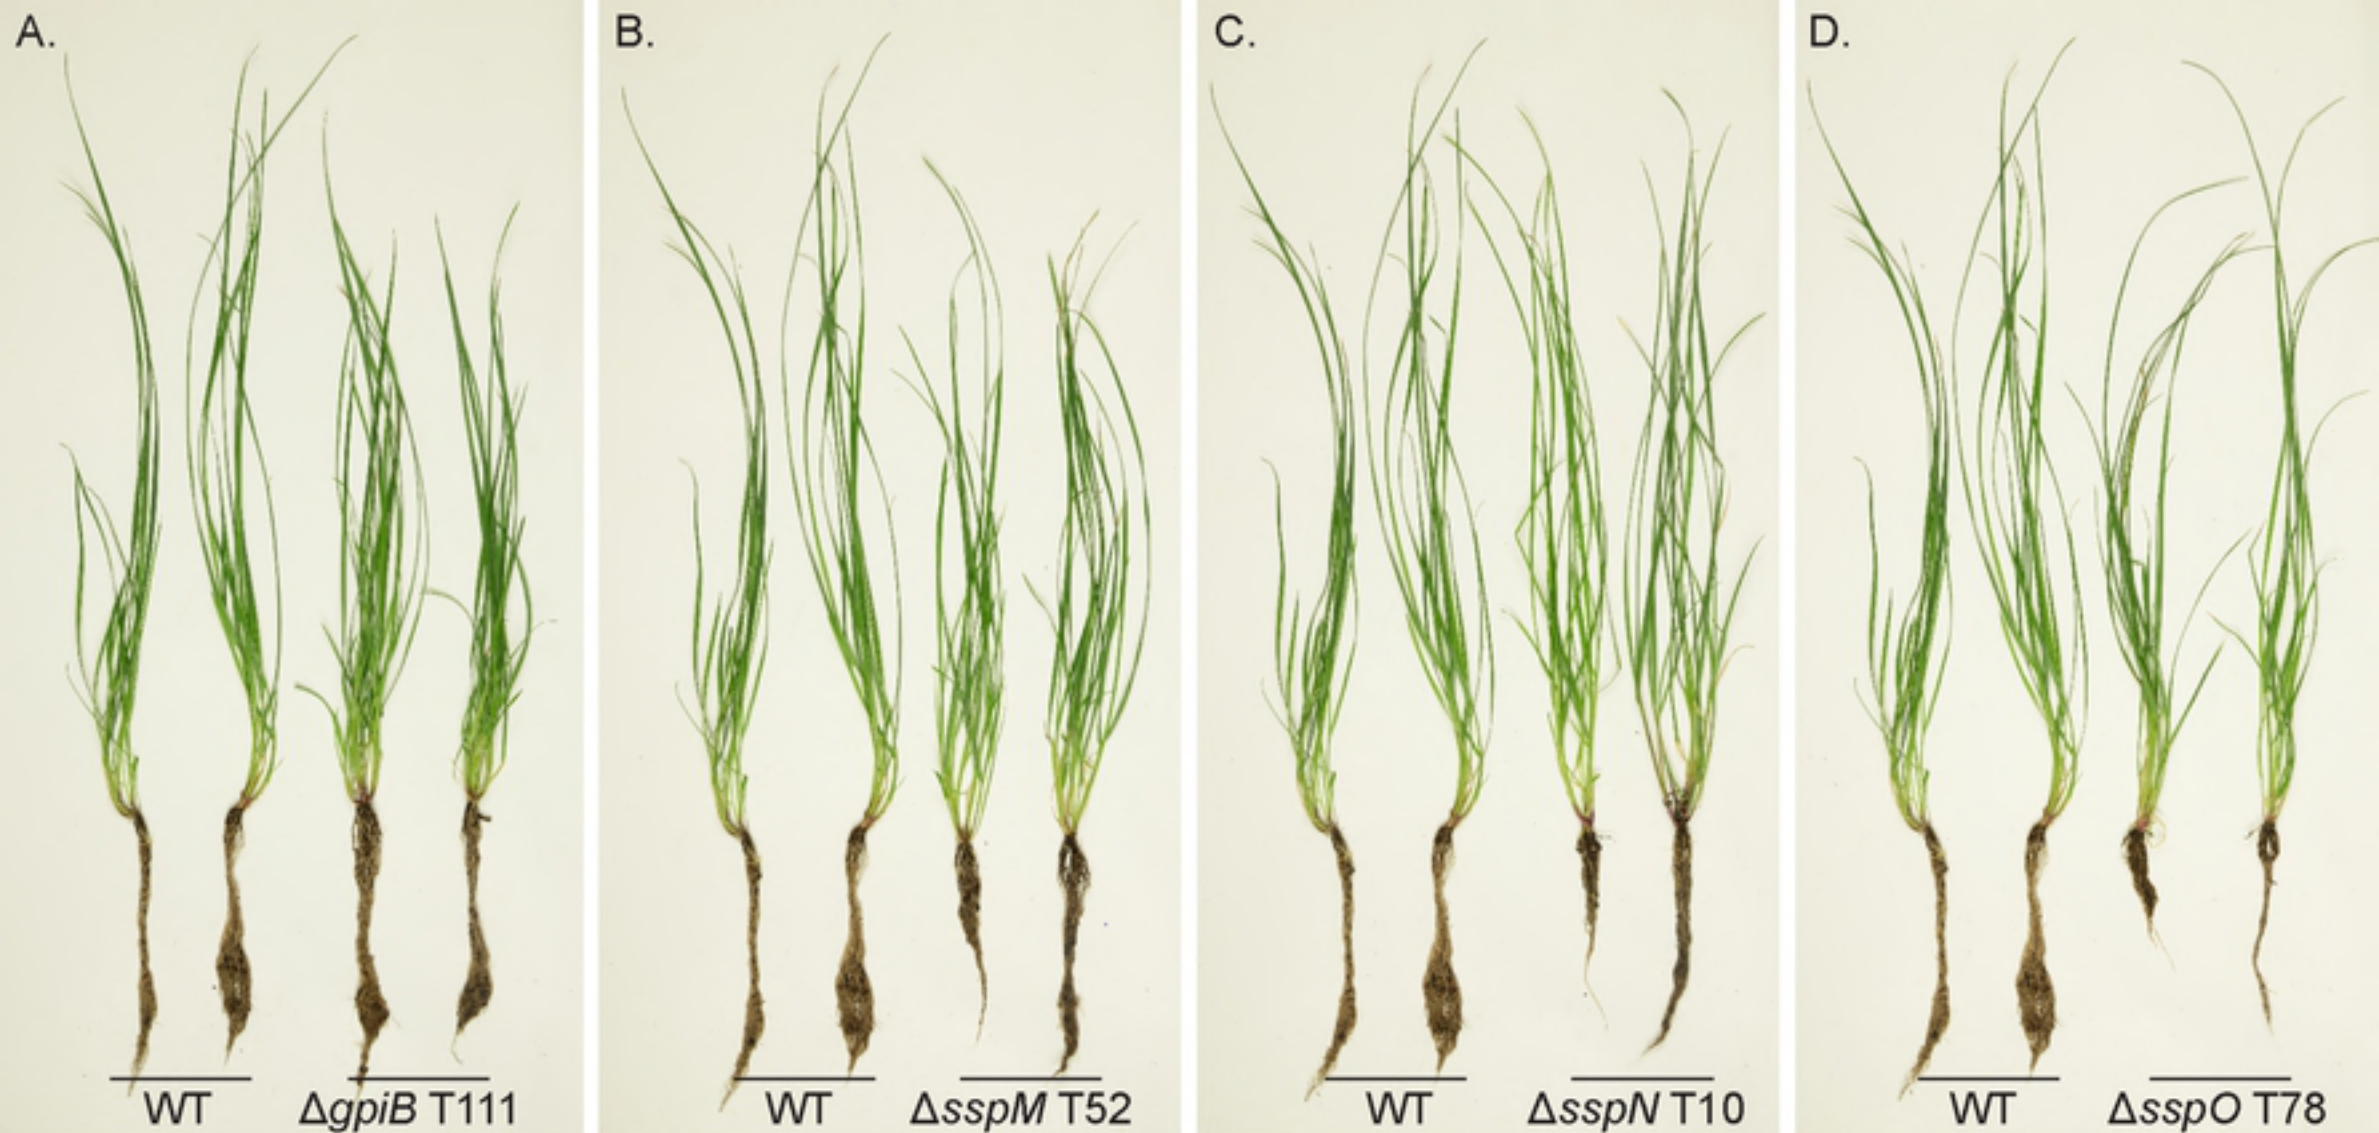 A.
B.
C.
D.
WT ΔgpiB T111
WT ΔsspM T52
WT ΔsspN T10
WT ΔsspO T78